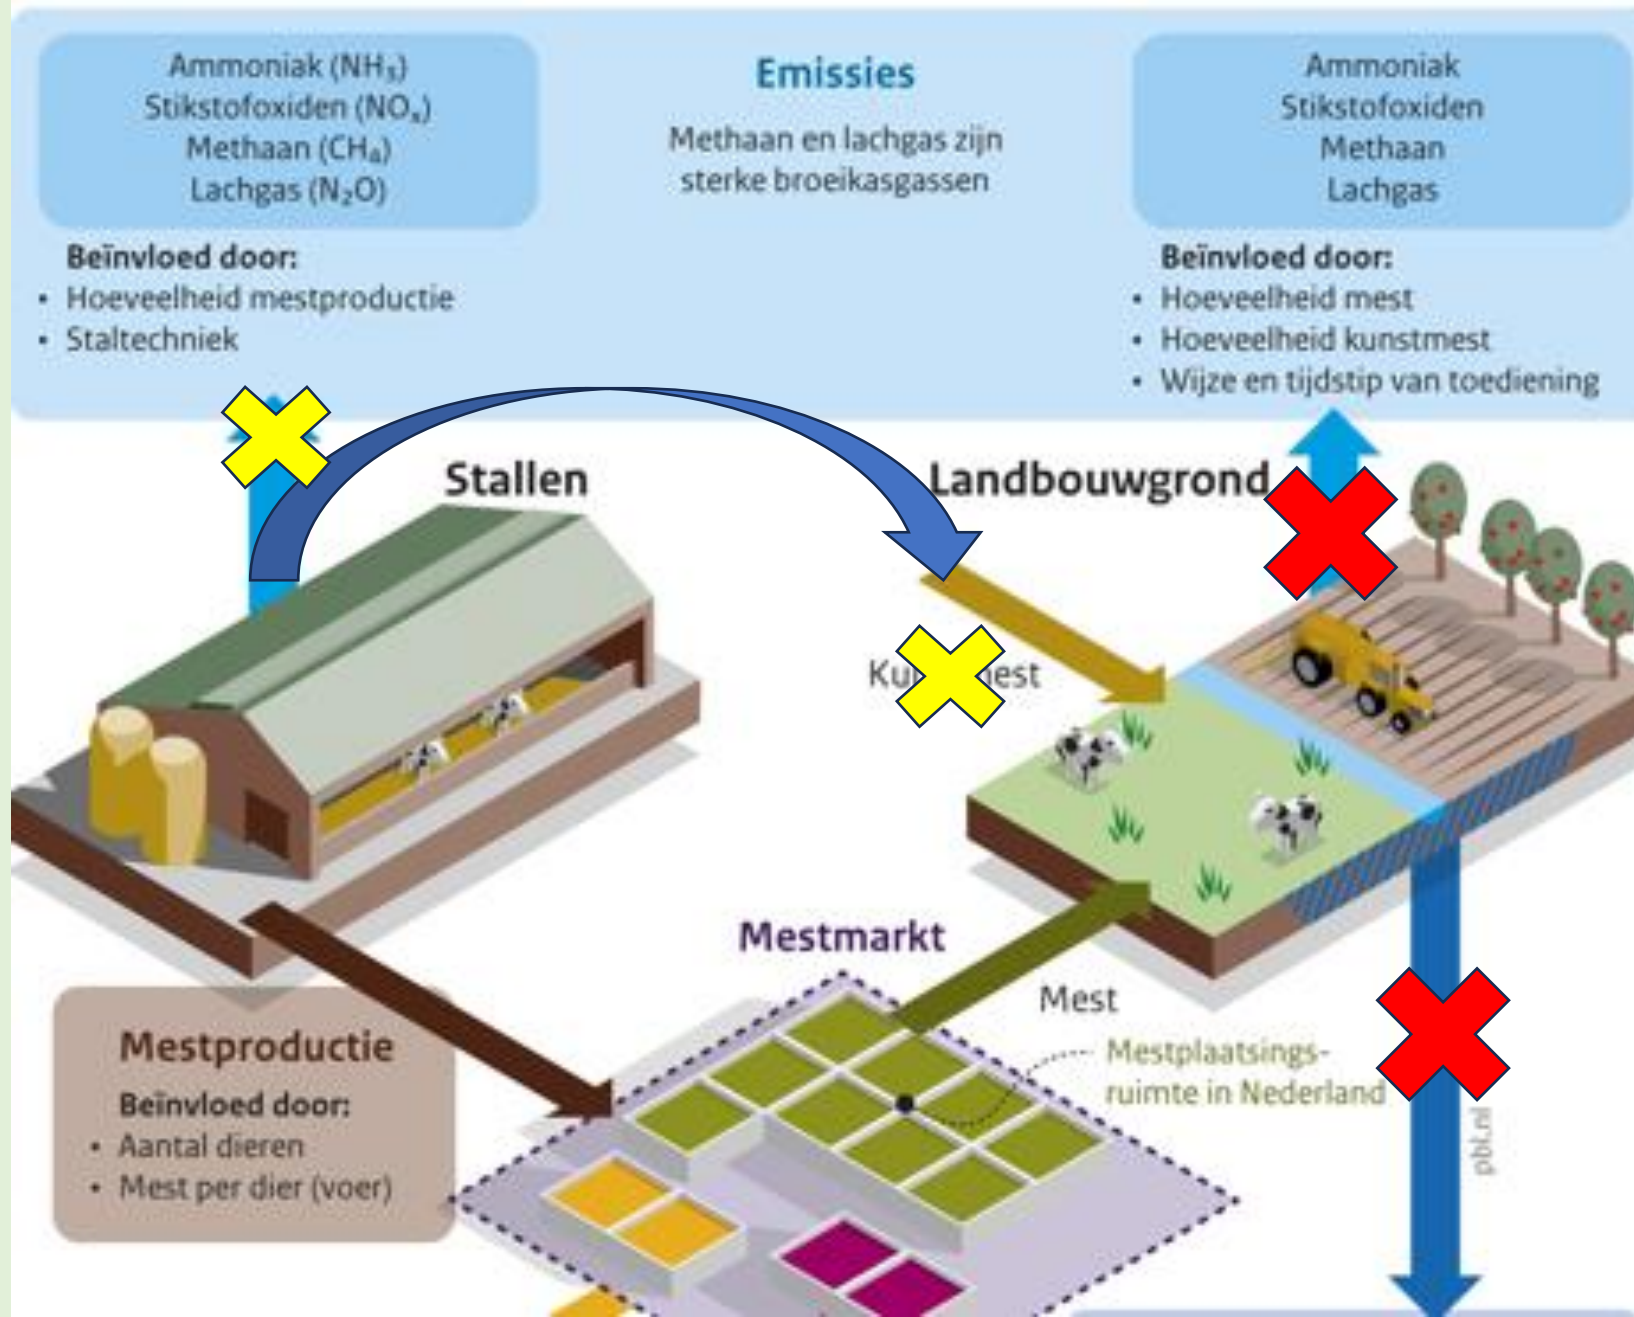 Ammoniak (NH₃)
Stikstofoxiden (NOₓ)
Methaan (CH₄)
Lachgas (N₂O)
Beïnvloed door:
• Hoeveelheid mestproductie
• Staltechniek
Emissies
Methaan en lachgas zijn
sterke broeikasgassen
Ammoniak
Stikstofoxiden
Methaan
Lachgas
Beïnvloed door:
• Hoeveelheid mest
• Hoeveelheid kunstmest
• Wijze en tijdstip van toediening
Stallen
Landbouwgrond
Mestmarkt
Mest
Mestplaatsings-
ruimte in Nederland
Mestproductie
Beïnvloed door:
• Aantal dieren
• Mest per dier (voer)
pbl.nl